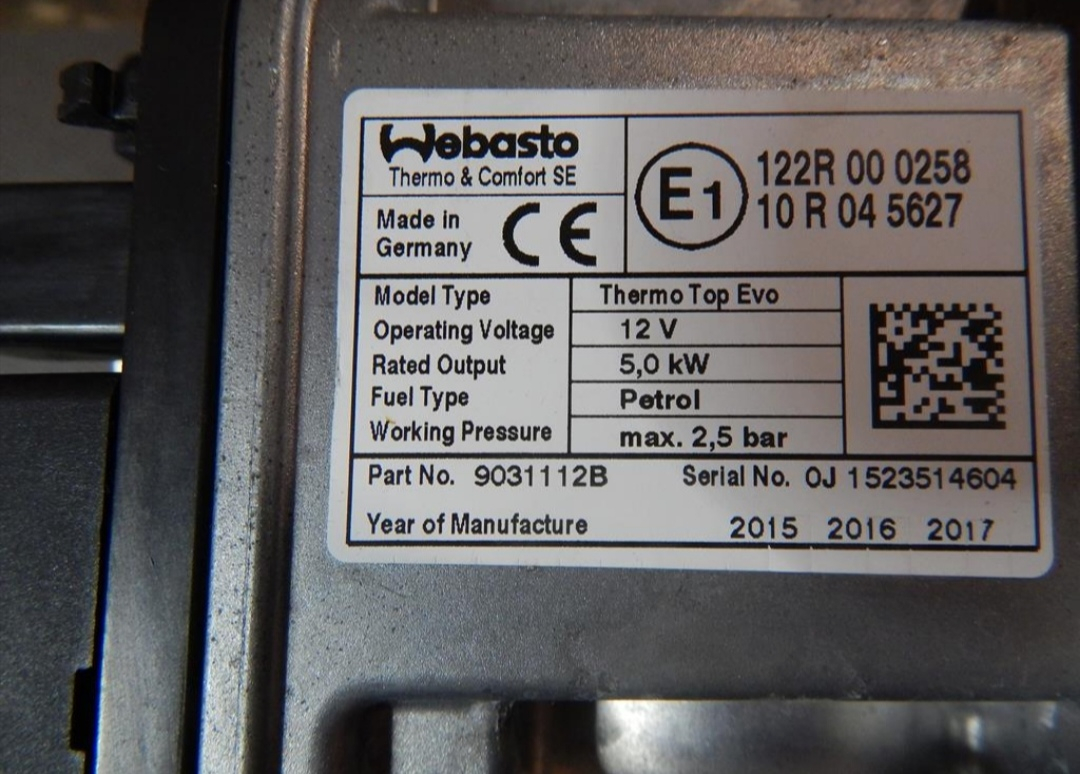 Webasto
Thermo & Comfort SE
Made in
Germany
CE
E1
122R 00 0258
10 R 04 5627
Model Type Thermo Top Evo
Operating Voltage 12 V
Rated Output 5,0 kW
Fuel Type Petrol
Working Pressure max. 2,5 bar
Part No. 9031112B Serial No. 0J 1523514604
Year of Manufacture 2015 2016 2017